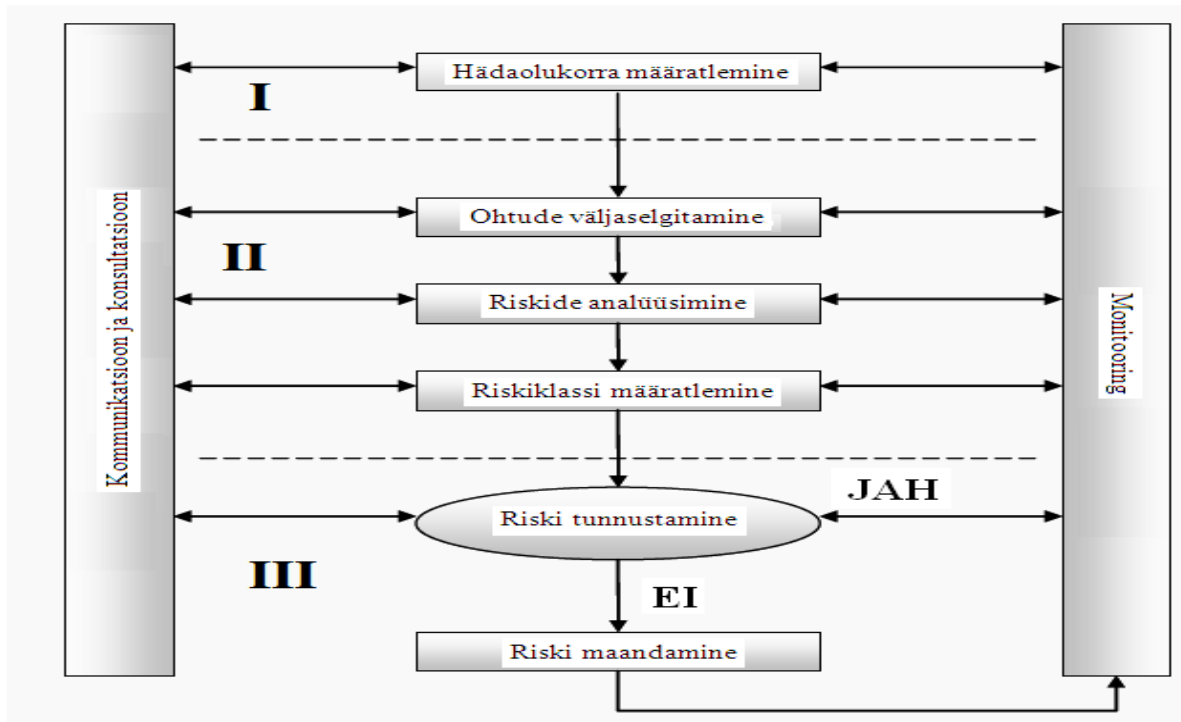 Hädaolukorra määratlemine
I
Ohtude väljaselgitamine
II
Riskide analüüsimine
Riskiklassi määratlemine
JAH
Riski tunnustamine
III
EI
Riski maandamine
Kommunikatsioon ja konsultatsioon
Monitooring